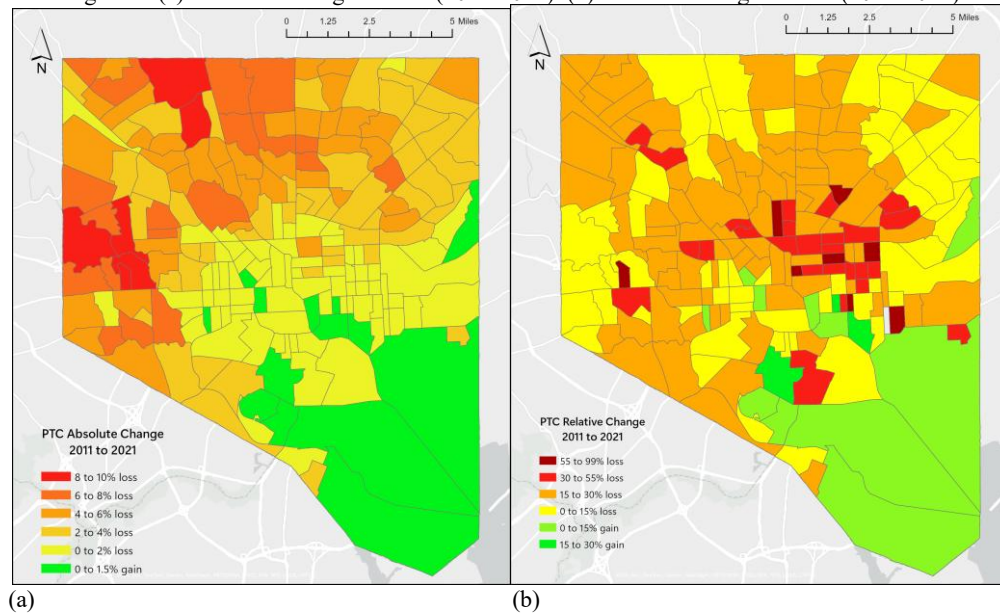 0 1.25 2.5 5 Miles
N
PTC Absolute Change
2011 to 2021
8 to 10% loss
6 to 8% loss
4 to 6% loss
2 to 4% loss
0 to 2% loss
0 to 1.5% gain
(a)
0 1.25 2.5 5 Miles
N
PTC Relative Change
2011 to 2021
55 to 99% loss
30 to 55% loss
15 to 30% loss
0 to 15% loss
0 to 15% gain
15 to 30% gain
(b)